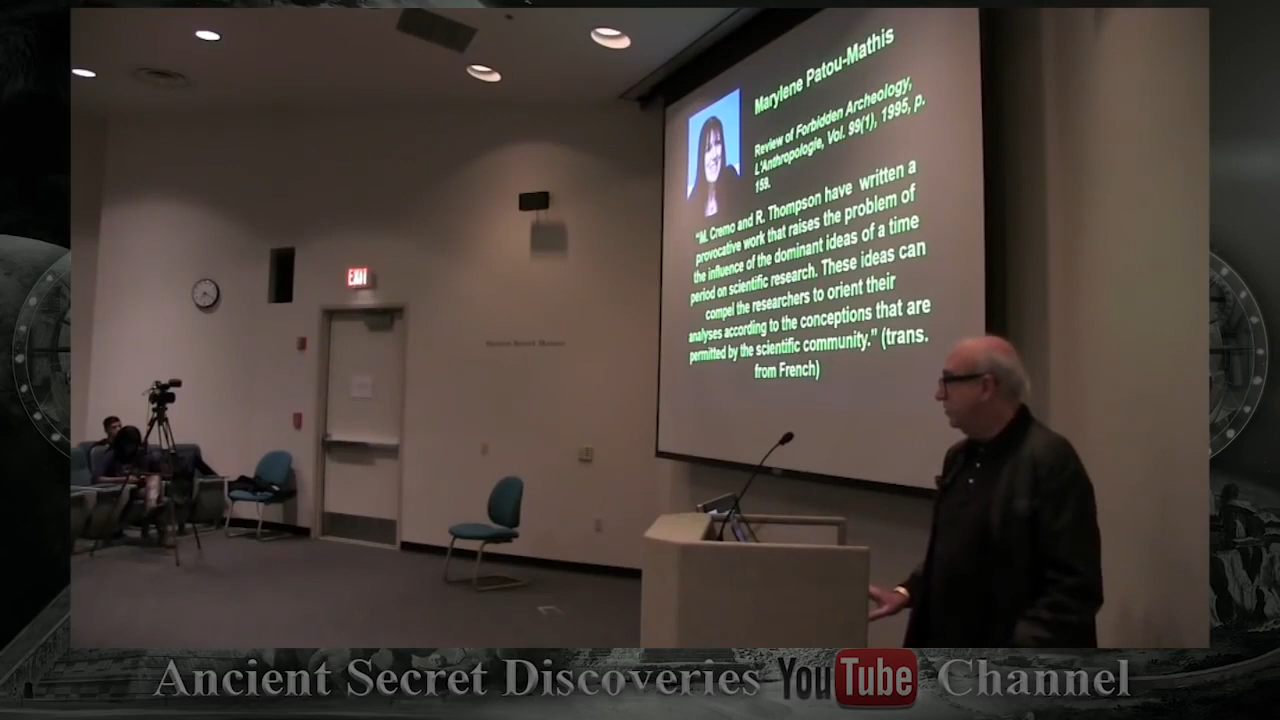 Marylene Patou-Mathis
Review of Forbidden Archeology,
L'Anthropologie, Vol. 99(1), 1995, p.
159.
"M. Cremo and R. Thompson have written a
provocative work that raises the problem of
the influence of the dominant ideas of a time
period on scientific research. These ideas can
compel the researchers to orient their
analyses according to the conceptions that are
permitted by the scientific community." (trans.
from French)
EXIT
Ancient Secret Discoveries YouTube Channel